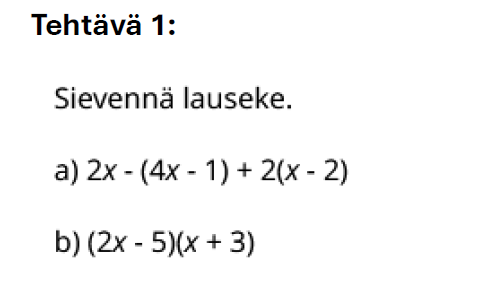 Tehtävä 1:
Sievennä lauseke.
a) 2x - (4x - 1) + 2(x - 2)
b) (2x - 5)(x + 3)